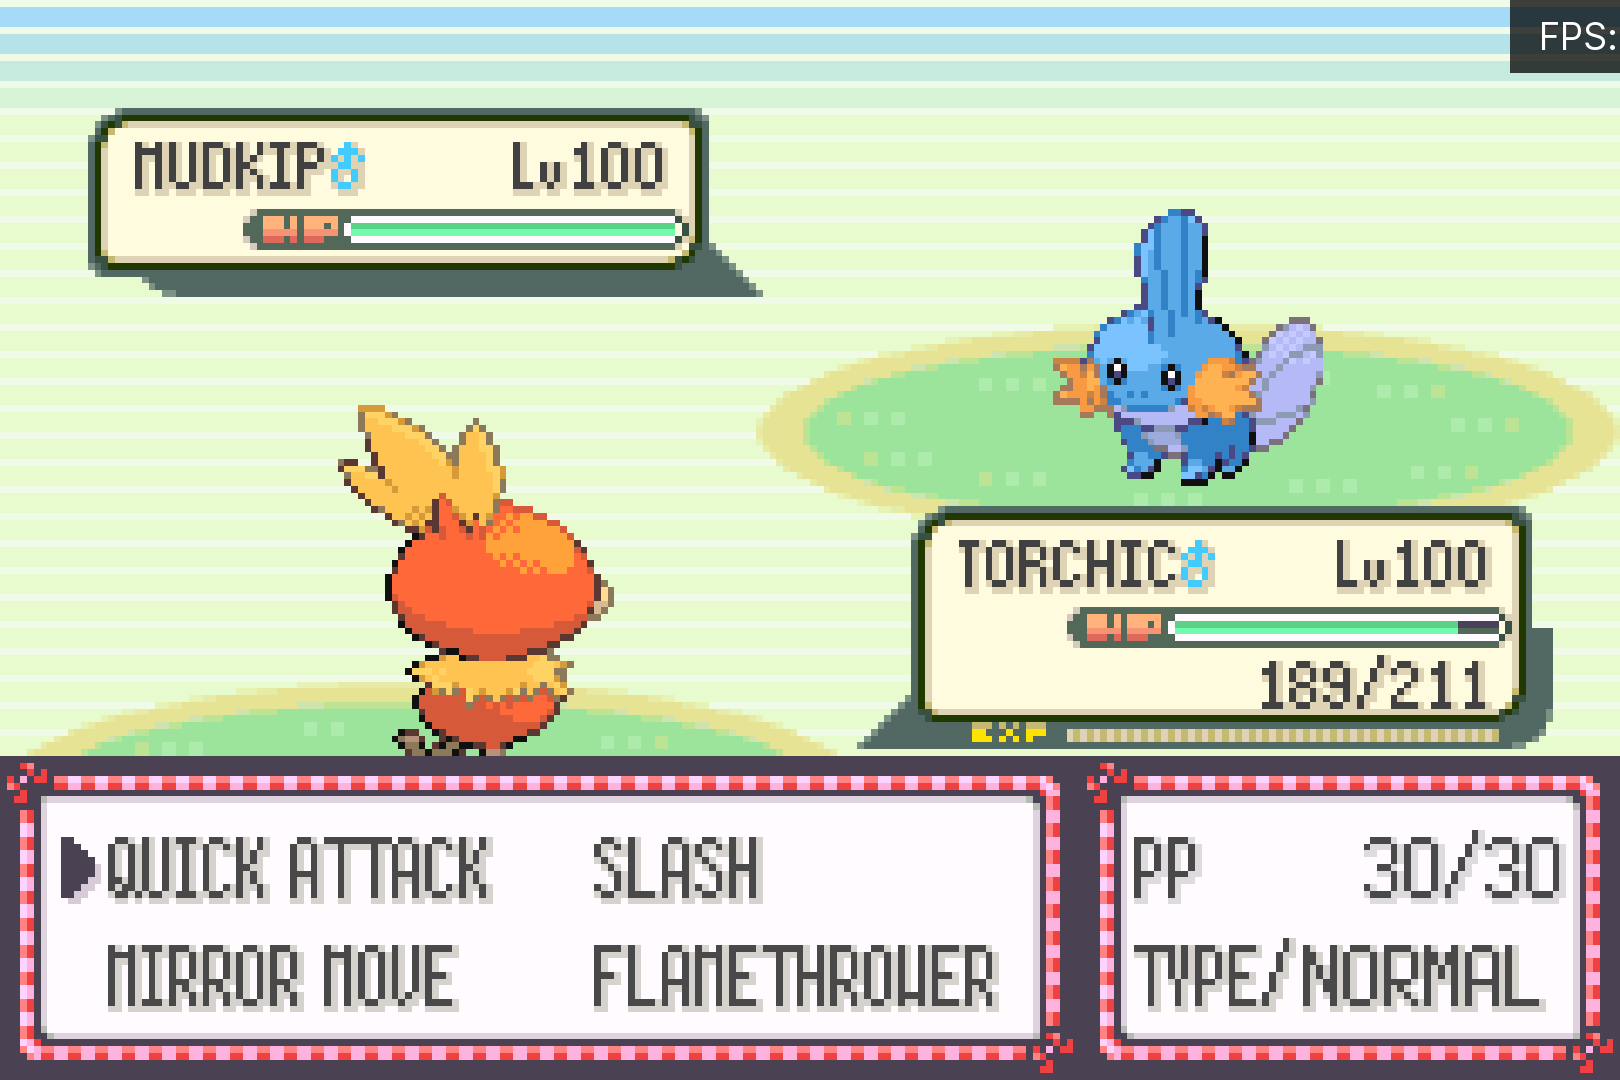 FPS:
MUDKIP♂ Lv100
HP
TORCHIC♂ Lv100
HP
189/211
EXP
▶QUICK ATTACK SLASH
MIRROR MOVE FLAMETHROWER
PP 30/30
TYPE/NORMAL